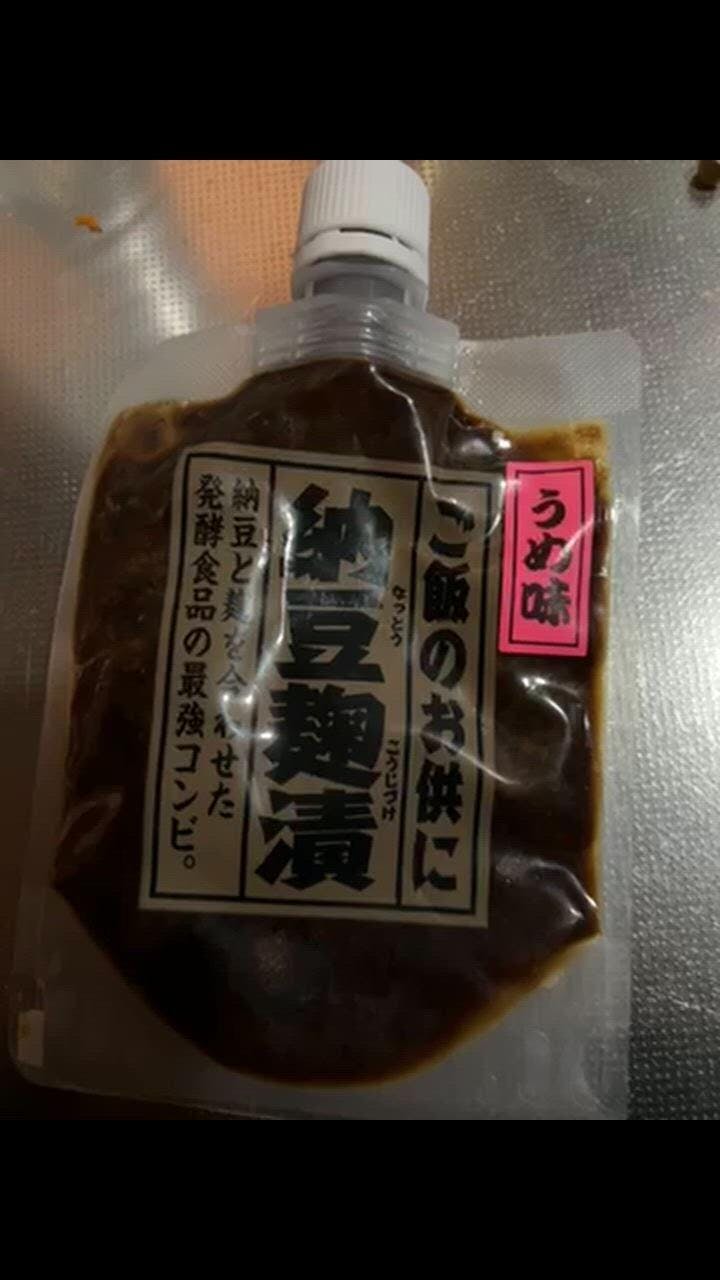 うめ味
ご飯のお供に
納豆麹漬
なっとう
こうじづけ
納豆と麹を合わせた
発酵食品の最強コンビ。